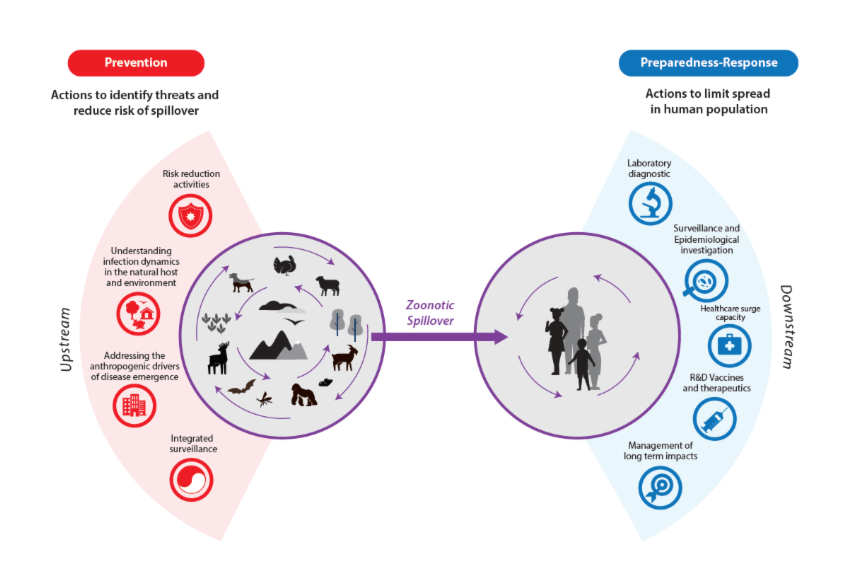 Prevention
Actions to identify threats and
reduce risk of spillover
Upstream
Risk reduction
activities
Understanding
infection dynamics
in the natural host
and environment
Addressing the
anthropogenic drivers
of disease emergence
Integrated
surveillance
Zoonotic
Spillover
Preparedness-Response
Actions to limit spread
in human population
Laboratory
diagnostic
Surveillance and
Epidemiological
investigation
Healthcare surge
capacity
R&D Vaccines
and therapeutics
Management of
long term impacts
Downstream